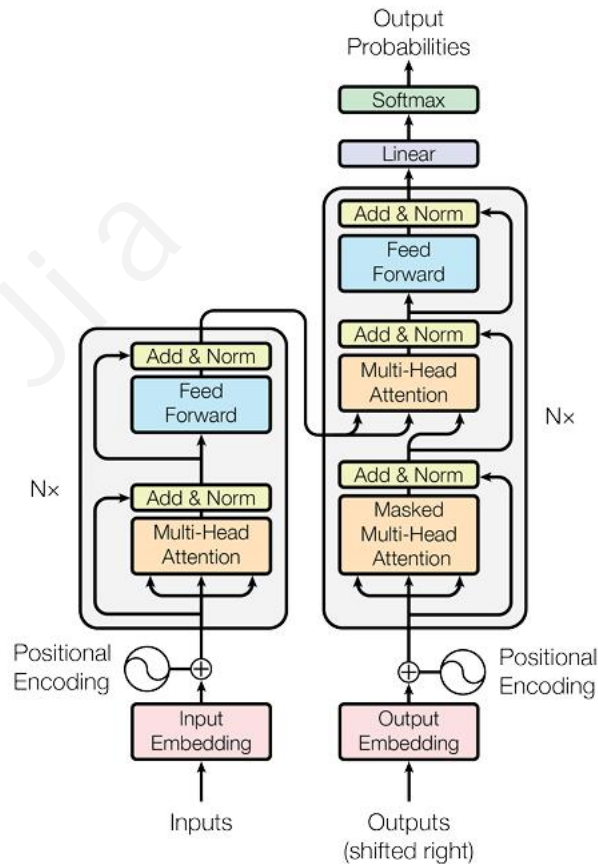 Output
Probabilities
Softmax
Linear
Add & Norm
Feed
Forward
Add & Norm
Multi-Head
Attention
Add & Norm
Masked
Multi-Head
Attention
Nx
Add & Norm
Feed
Forward
Add & Norm
Multi-Head
Attention
Nx
Positional
Encoding
Input
Embedding
Inputs
Positional
Encoding
Output
Embedding
Outputs
(shifted right)
Jia